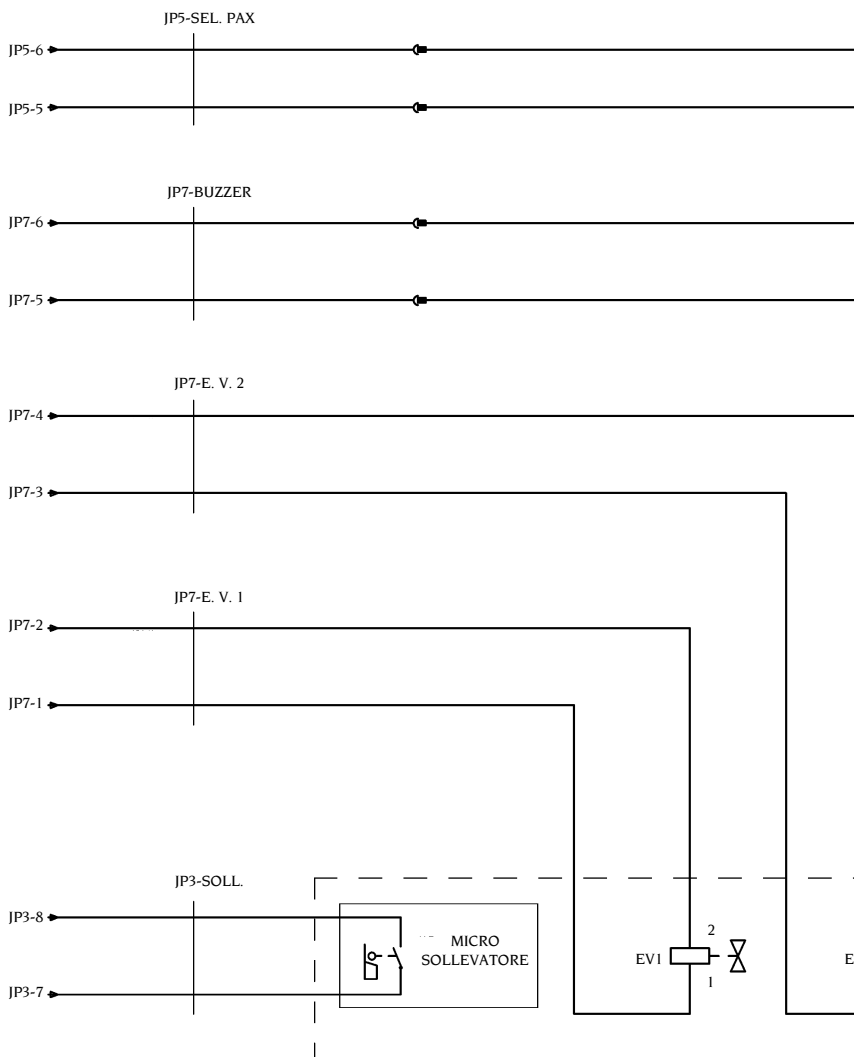 JP5-SEL. PAX
JP5-6
JP5-5
JP7-BUZZER
JP7-6
JP7-5
JP7-E. V. 2
JP7-4
JP7-3
JP7-E. V. 1
JP7-2
JP7-1
JP3-SOLL.
JP3-8
MICRO
SOLLEVATORE
2
EV1
E
1
JP3-7